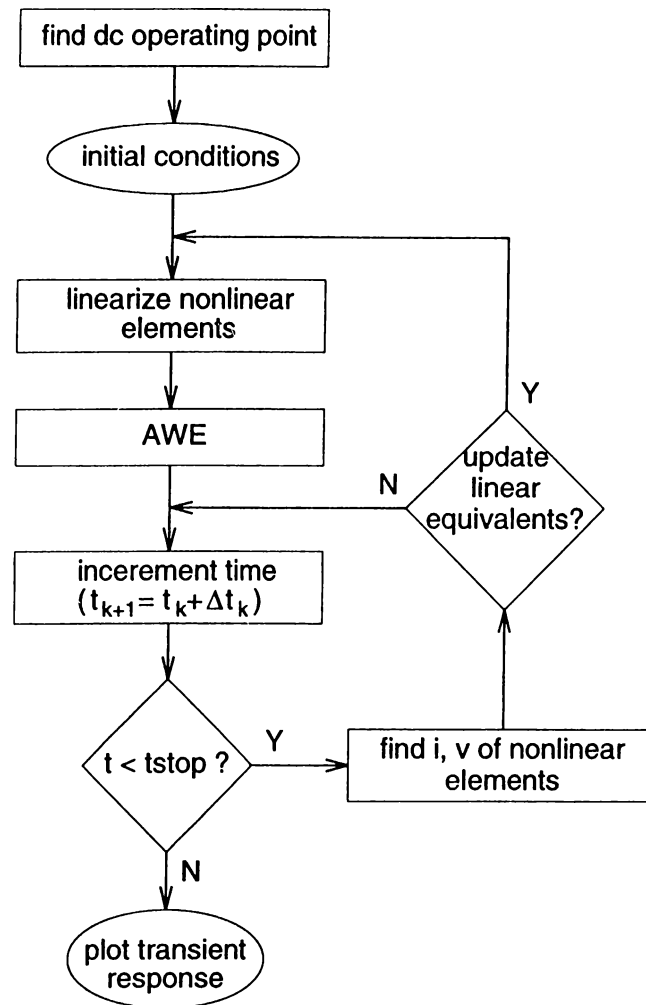 find dc operating point
initial conditions
linearize nonlinear
elements
AWE
Y
update
linear
equivalents?
N
incerement time
(t_{k+1} = t_k + Δt_k)
t < tstop ?
Y
find i, v of nonlinear
elements
N
plot transient
response